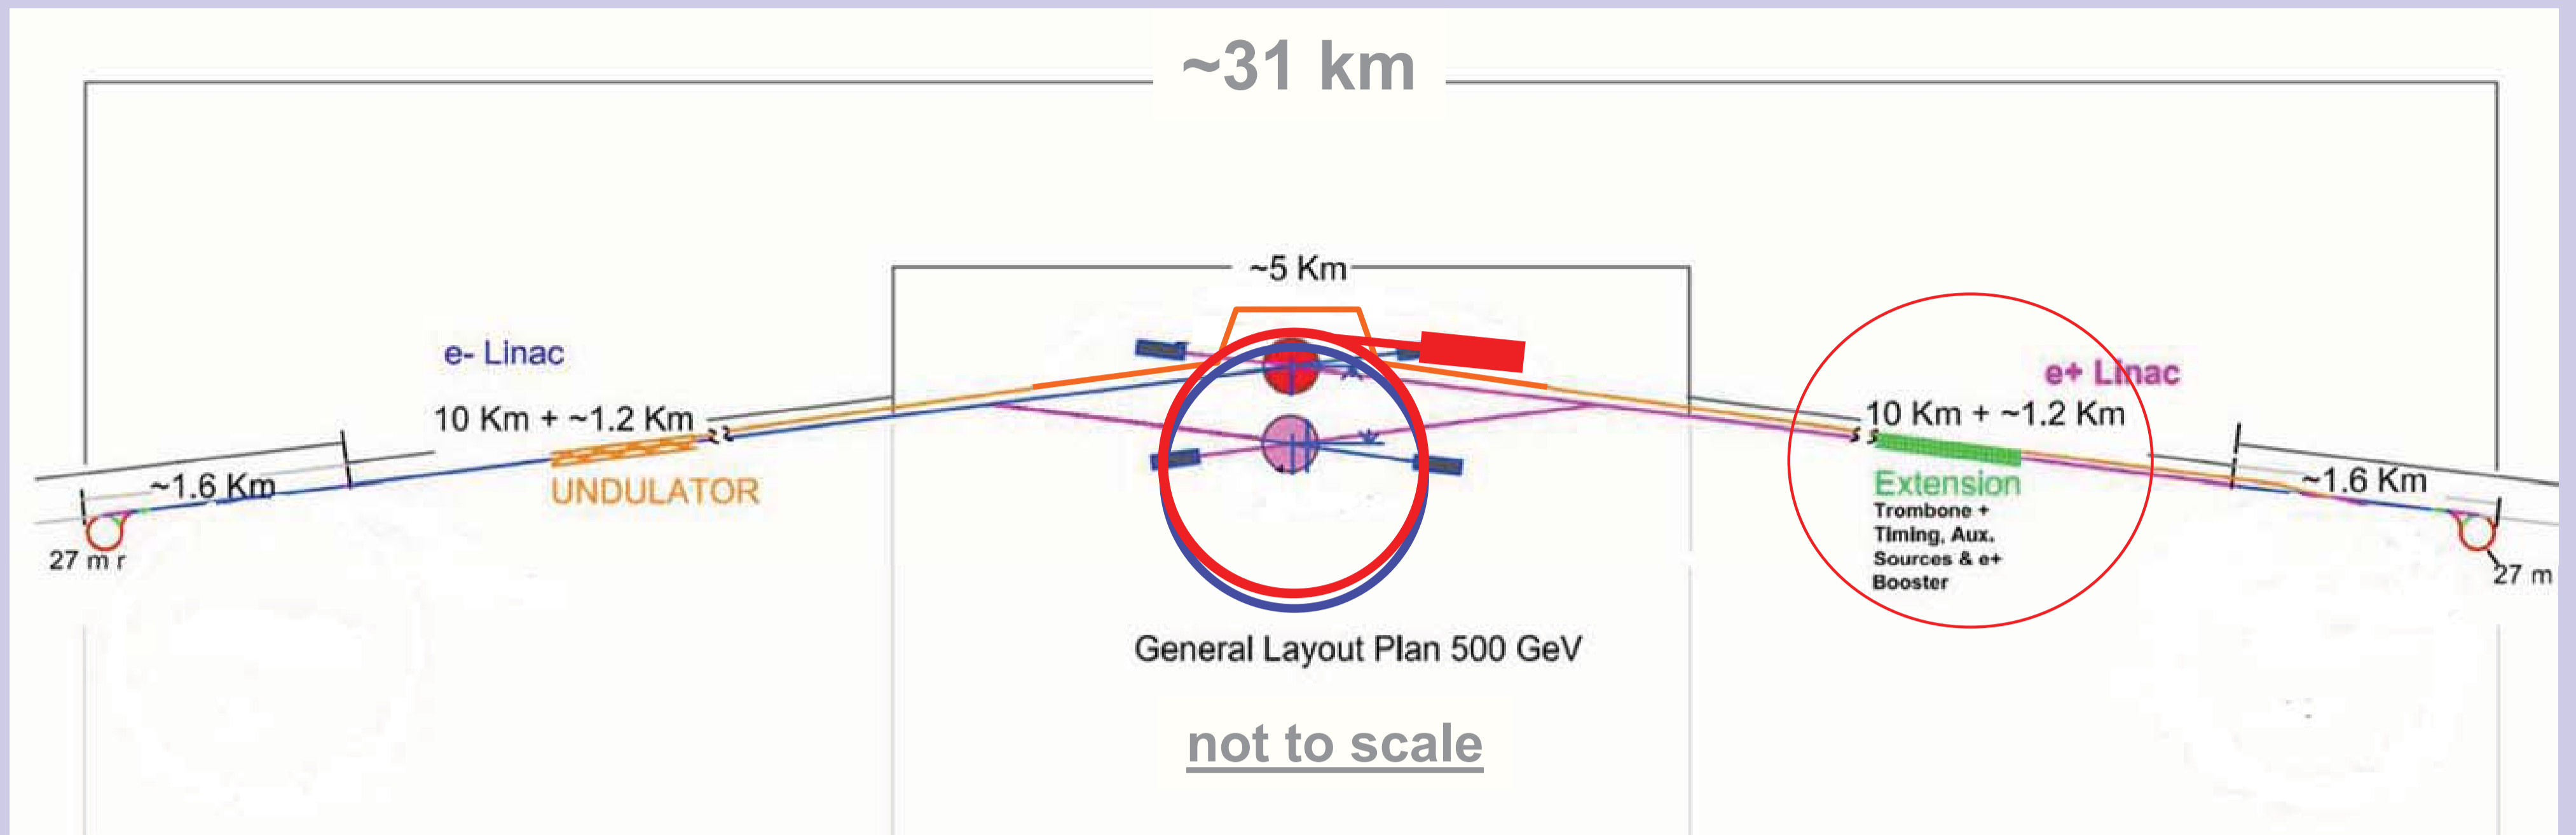 ~31 km
~5 Km
e- Linac
10 Km + ~1.2 Km
~1.6 Km
UNDULATOR
27 m r
e+ Linac
10 Km + ~1.2 Km
~1.6 Km
Extension
Trombone +
Timing, Aux.
Sources & e+
Booster
27 m
General Layout Plan 500 GeV
not to scale